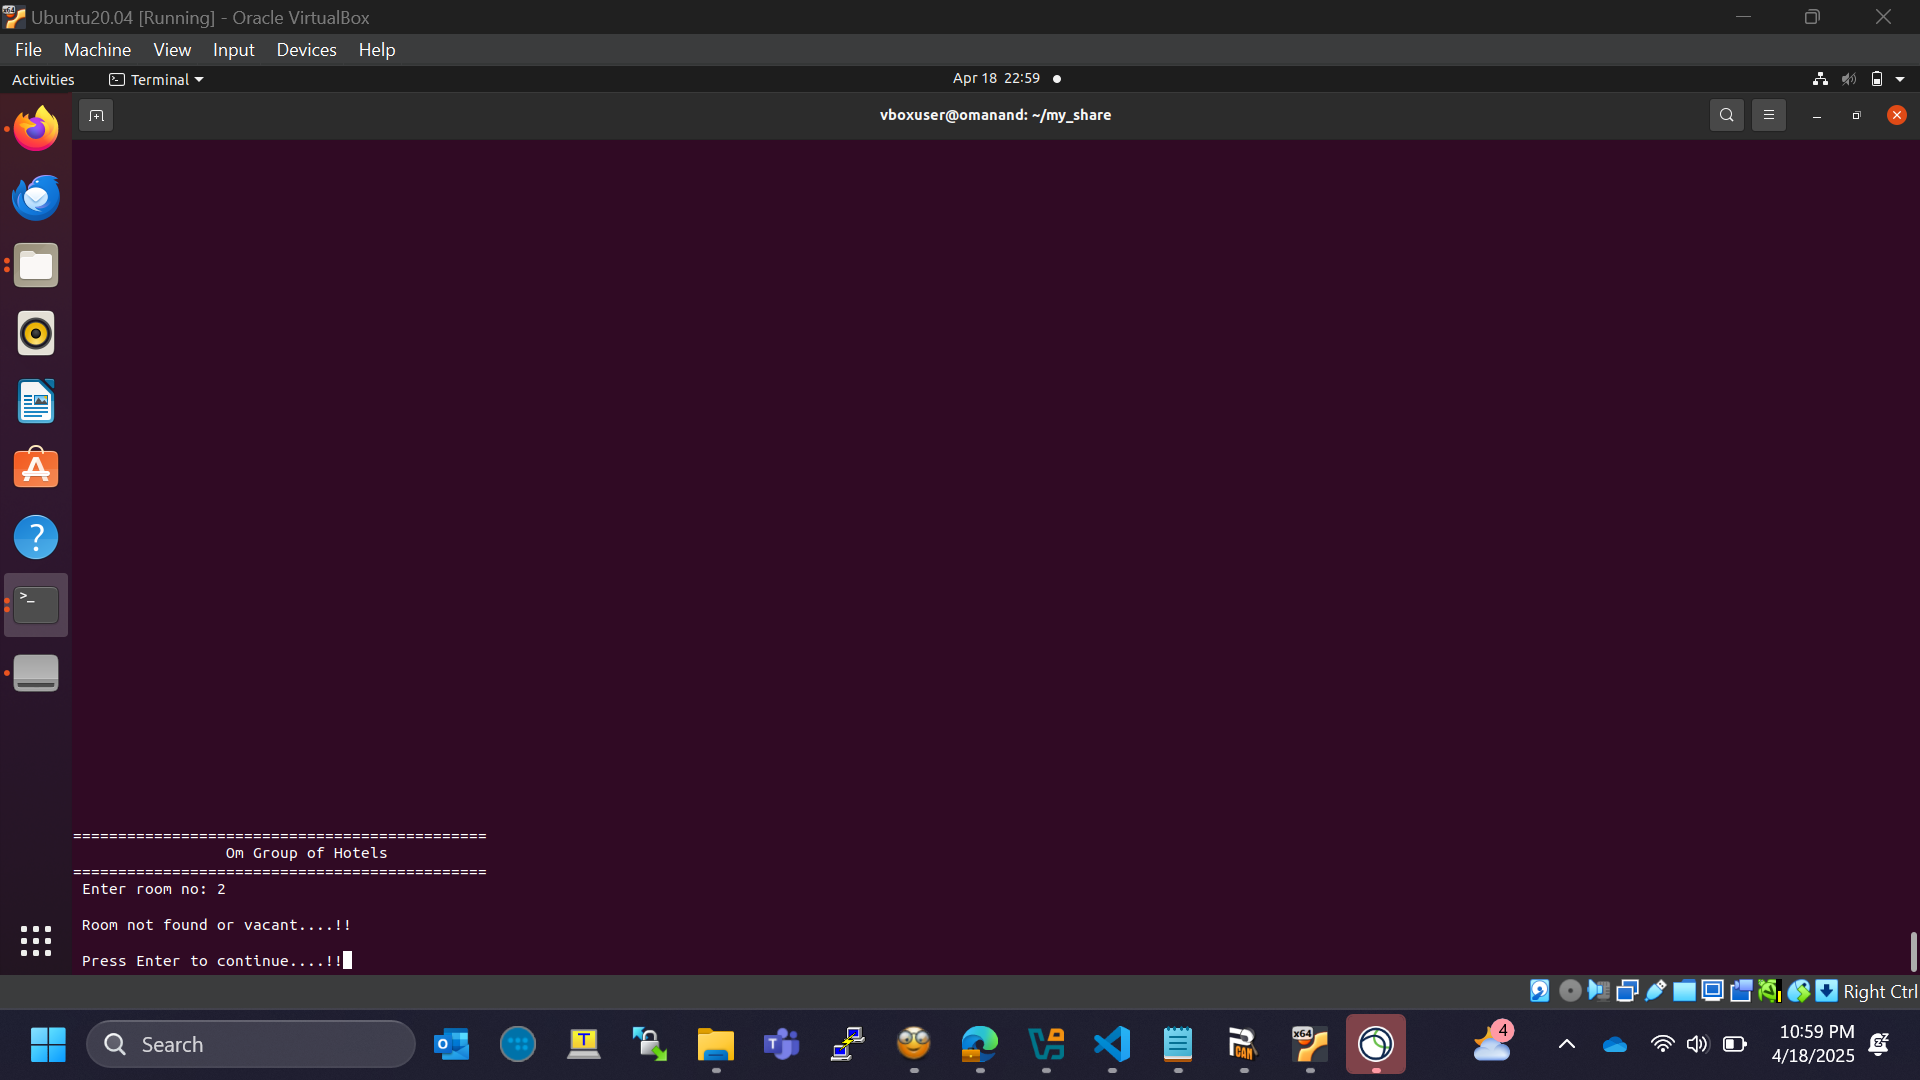 Ubuntu20.04 [Running] - Oracle VirtualBox
File Machine View Input Devices Help
Activities Terminal Apr 18 22:59
vboxuser@omanand: ~/my_share
==============================================
Om Group of Hotels
==============================================
Enter room no: 2
Room not found or vacant....!!
Press Enter to continue....!!
Right Ctrl
Search
4
10:59 PM
4/18/2025